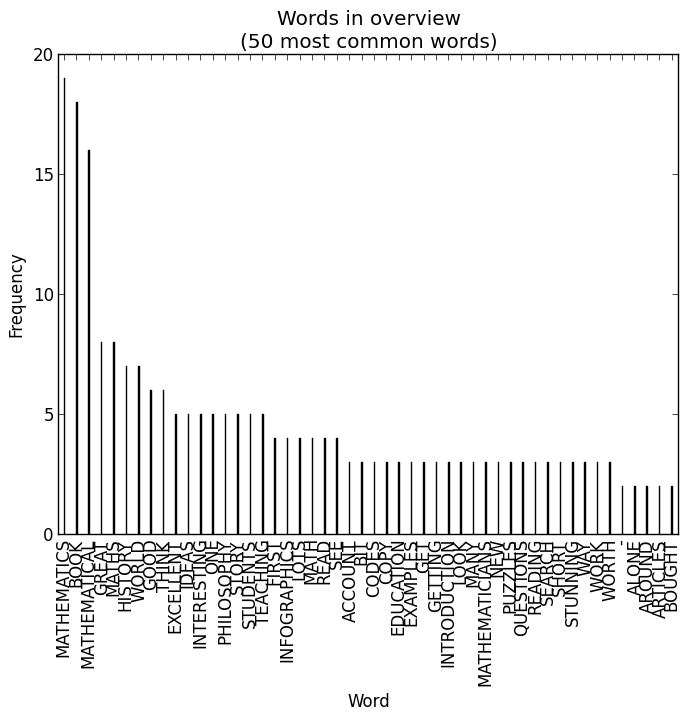 Words in overview
(50 most common words)
20
15
10
5
0
Frequency
MATHEMATICS
BOOK
MATHEMATICAL
GREAT
MATHS
HISTORY
WORLD
GOOD
THINK
EXCELLENT
IDEAS
INTERESTING
ONE
PHILOSOPHY
STORY
STUDENTS
TEACHING
FIRST
INFOGRAPHICS
LOTS
MATH
READ
SEE
ACCOUNT
BIT
CODES
COPY
EDUCATION
EXAMPLES
GET
GETTING
INTRODUCTION
LOOK
MANY
MATHEMATICIANS
NEW
PUZZLES
QUESTIONS
READING
SEARCH
SHORT
STUNNING
WAY
WORK
WORTH
-
ALONE
AROUND
ARTICLES
BOUGHT
Word